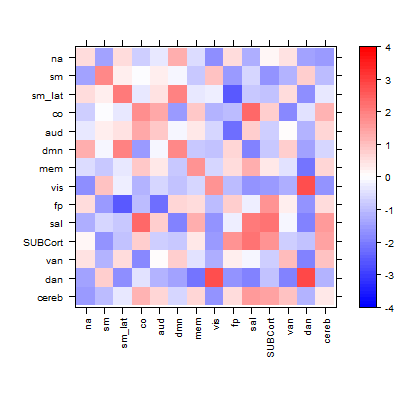 na
sm
sm_lat
co
aud
dmn
mem
vis
fp
sal
SUBCort
van
dan
cereb
na
sm
sm_lat
co
aud
dmn
mem
vis
fp
sal
SUBCort
van
dan
cereb
4
3
2
1
0
-1
-2
-3
-4